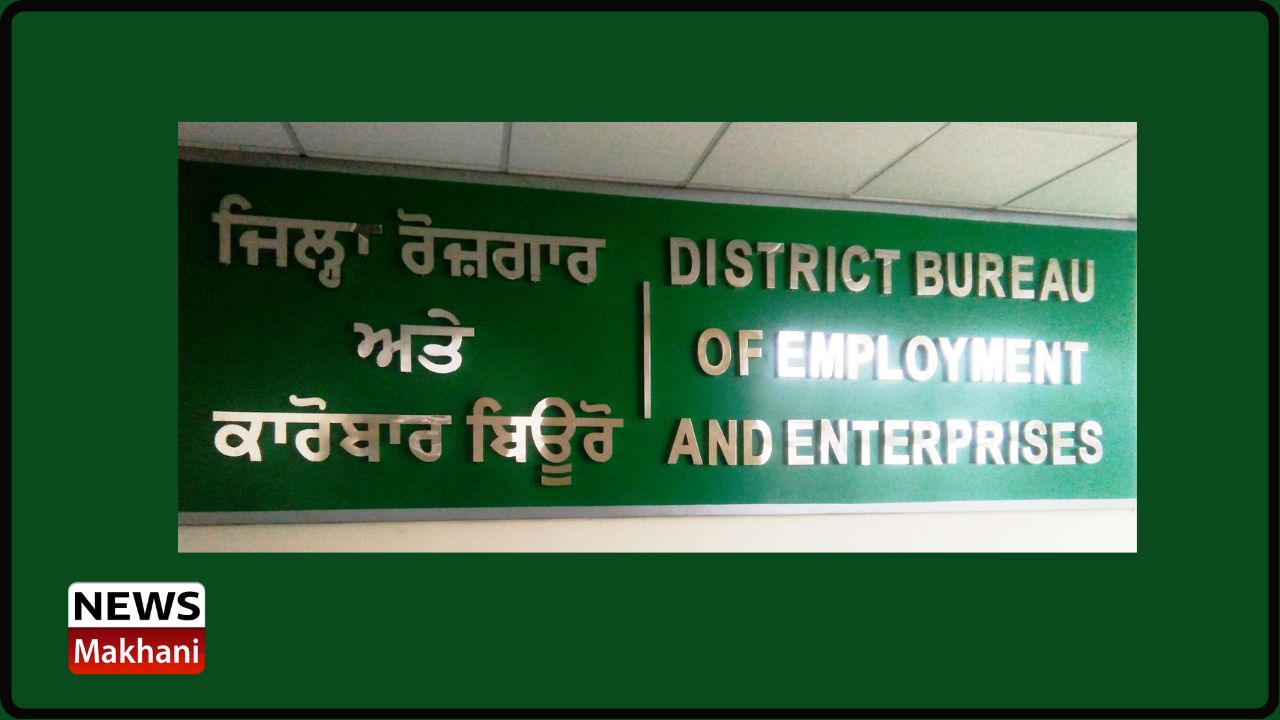 ਜਿਲ੍ਹਾ ਰੋਜ਼ਗਾਰ
ਅਤੇ
ਕਾਰੋਬਾਰ ਬਿਊਰੋ
DISTRICT BUREAU
OF EMPLOYMENT
AND ENTERPRISES
NEWS
Makhani